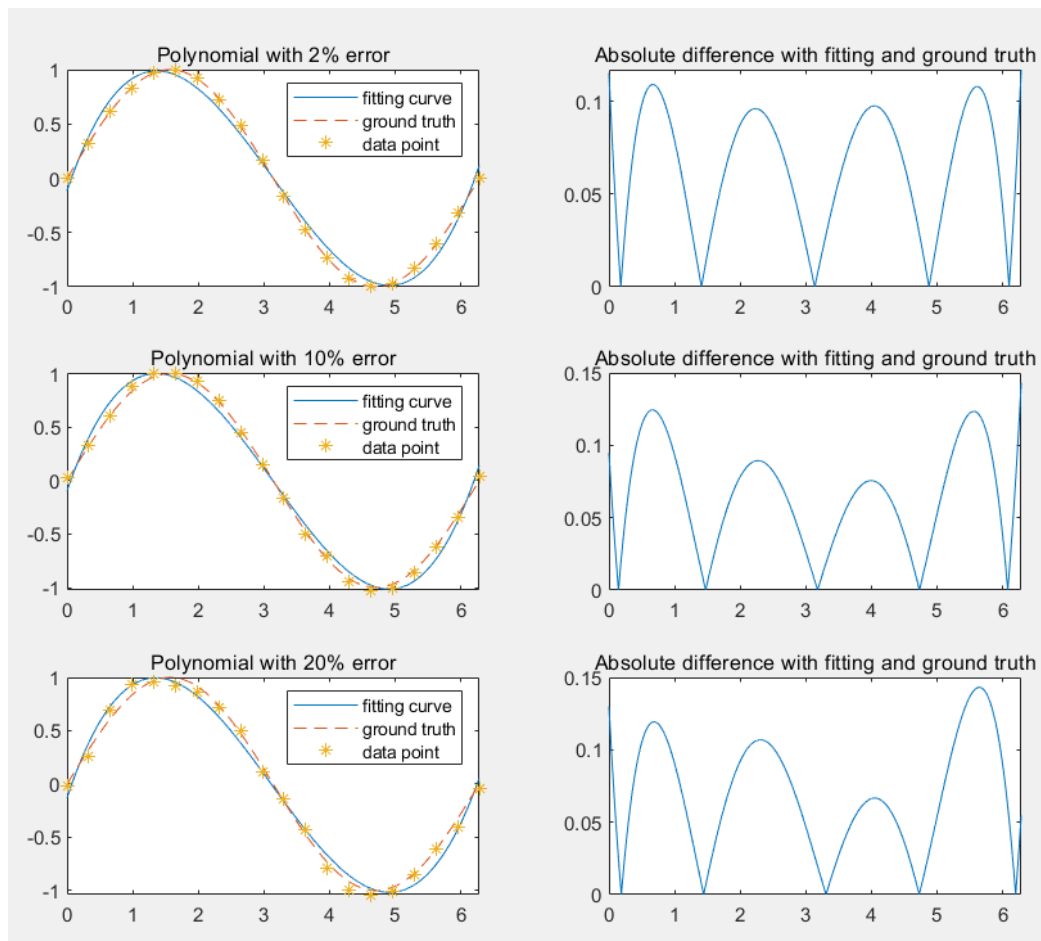 Polynomial with 2% error
1
0.5
0
-0.5
-1
0 1 2 3 4 5 6
fitting curve
ground truth
data point
Absolute difference with fitting and ground truth
0.1
0.05
0
0 1 2 3 4 5 6
Polynomial with 10% error
1
0.5
0
-0.5
-1
0 1 2 3 4 5 6
fitting curve
ground truth
data point
Absolute difference with fitting and ground truth
0.15
0.1
0.05
0
0 1 2 3 4 5 6
Polynomial with 20% error
1
0.5
0
-0.5
-1
0 1 2 3 4 5 6
fitting curve
ground truth
data point
Absolute difference with fitting and ground truth
0.15
0.1
0.05
0
0 1 2 3 4 5 6